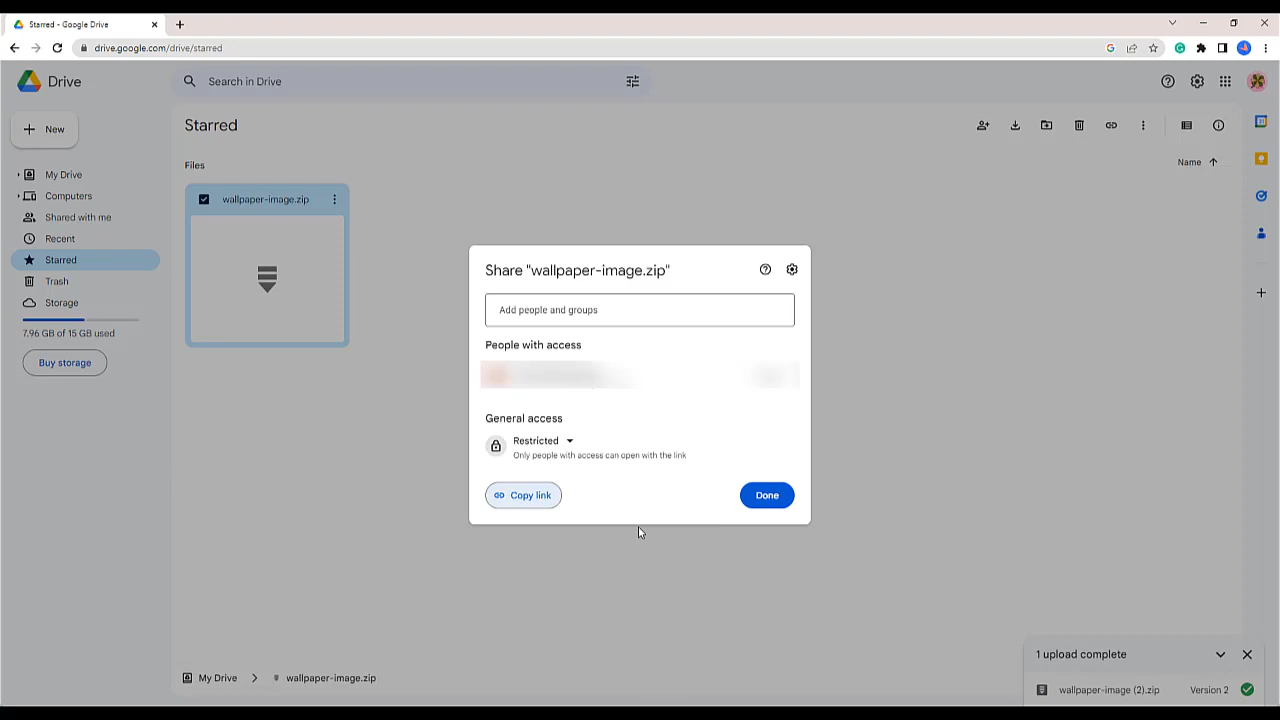 Starred - Google Drive
drive.google.com/drive/starred
Drive
Search in Drive
New
Starred
My Drive
Computers
Shared with me
Recent
Starred
Trash
Storage
7.96 GB of 15 GB used
Buy storage
Files
Name
wallpaper-image.zip
Share "wallpaper-image.zip"
Add people and groups
People with access
General access
Restricted
Only people with access can open with the link
Copy link
Done
My Drive
wallpaper-image.zip
1 upload complete
wallpaper-image (2).zip
Version 2